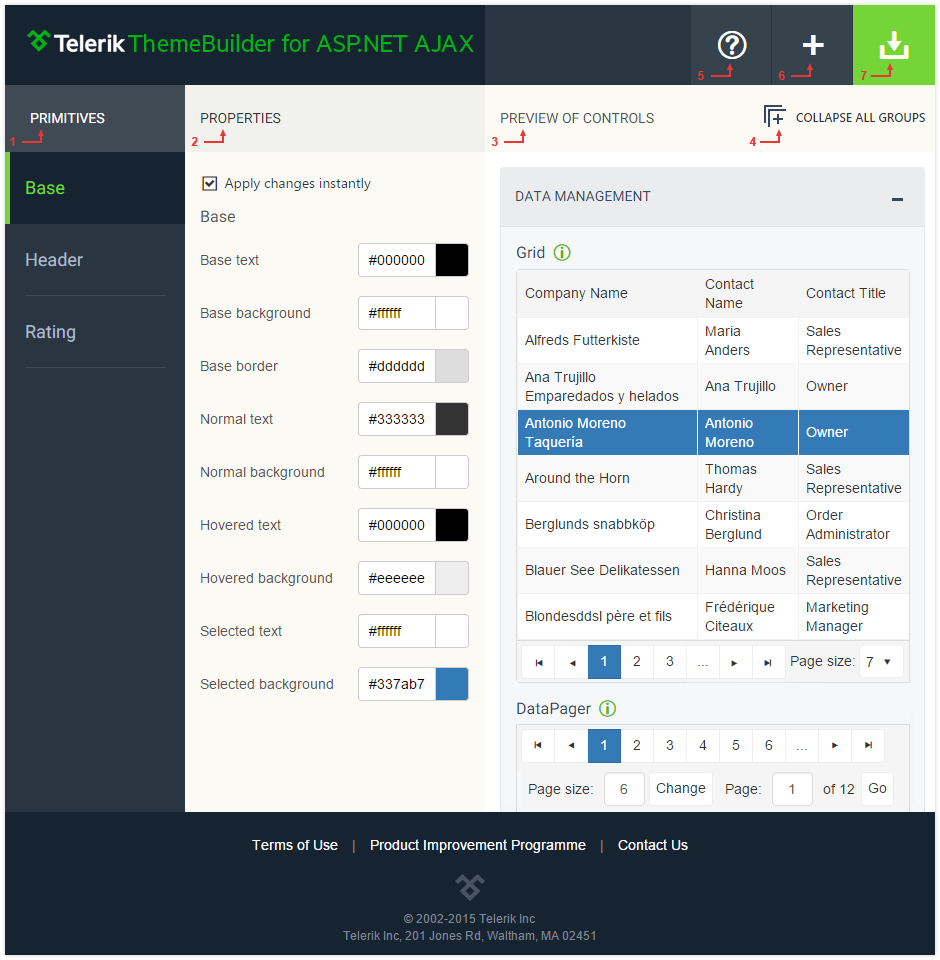 Telerik ThemeBuilder for ASP.NET AJAX
5
6
7
PRIMITIVES
1
PROPERTIES
2
PREVIEW OF CONTROLS
3
COLLAPSE ALL GROUPS
4
Base
Header
Rating
Apply changes instantly
Base
Base text #000000
Base background #ffffff
Base border #dddddd
Normal text #333333
Normal background #ffffff
Hovered text #000000
Hovered background #eeeeee
Selected text #ffffff
Selected background #337ab7
DATA MANAGEMENT
Grid
Company Name
Contact
Name
Contact Title
Alfreds Futterkiste
Maria
Anders
Sales
Representative
Ana Trujillo
Emparedados y helados
Ana Trujillo
Owner
Antonio Moreno
Taquería
Antonio
Moreno
Owner
Around the Horn
Thomas
Hardy
Sales
Representative
Berglunds snabbköp
Christina
Berglund
Order
Administrator
Blauer See Delikatessen
Hanna Moos
Sales
Representative
Blondesddsl père et fils
Frédérique
Citeaux
Marketing
Manager
1 2 3 ... Page size: 7
DataPager
1 2 3 4 5 6 ...
Page size: 6 Change Page: 1 of 12 Go
Terms of Use | Product Improvement Programme | Contact Us
© 2002-2015 Telerik Inc
Telerik Inc, 201 Jones Rd, Waltham, MA 02451